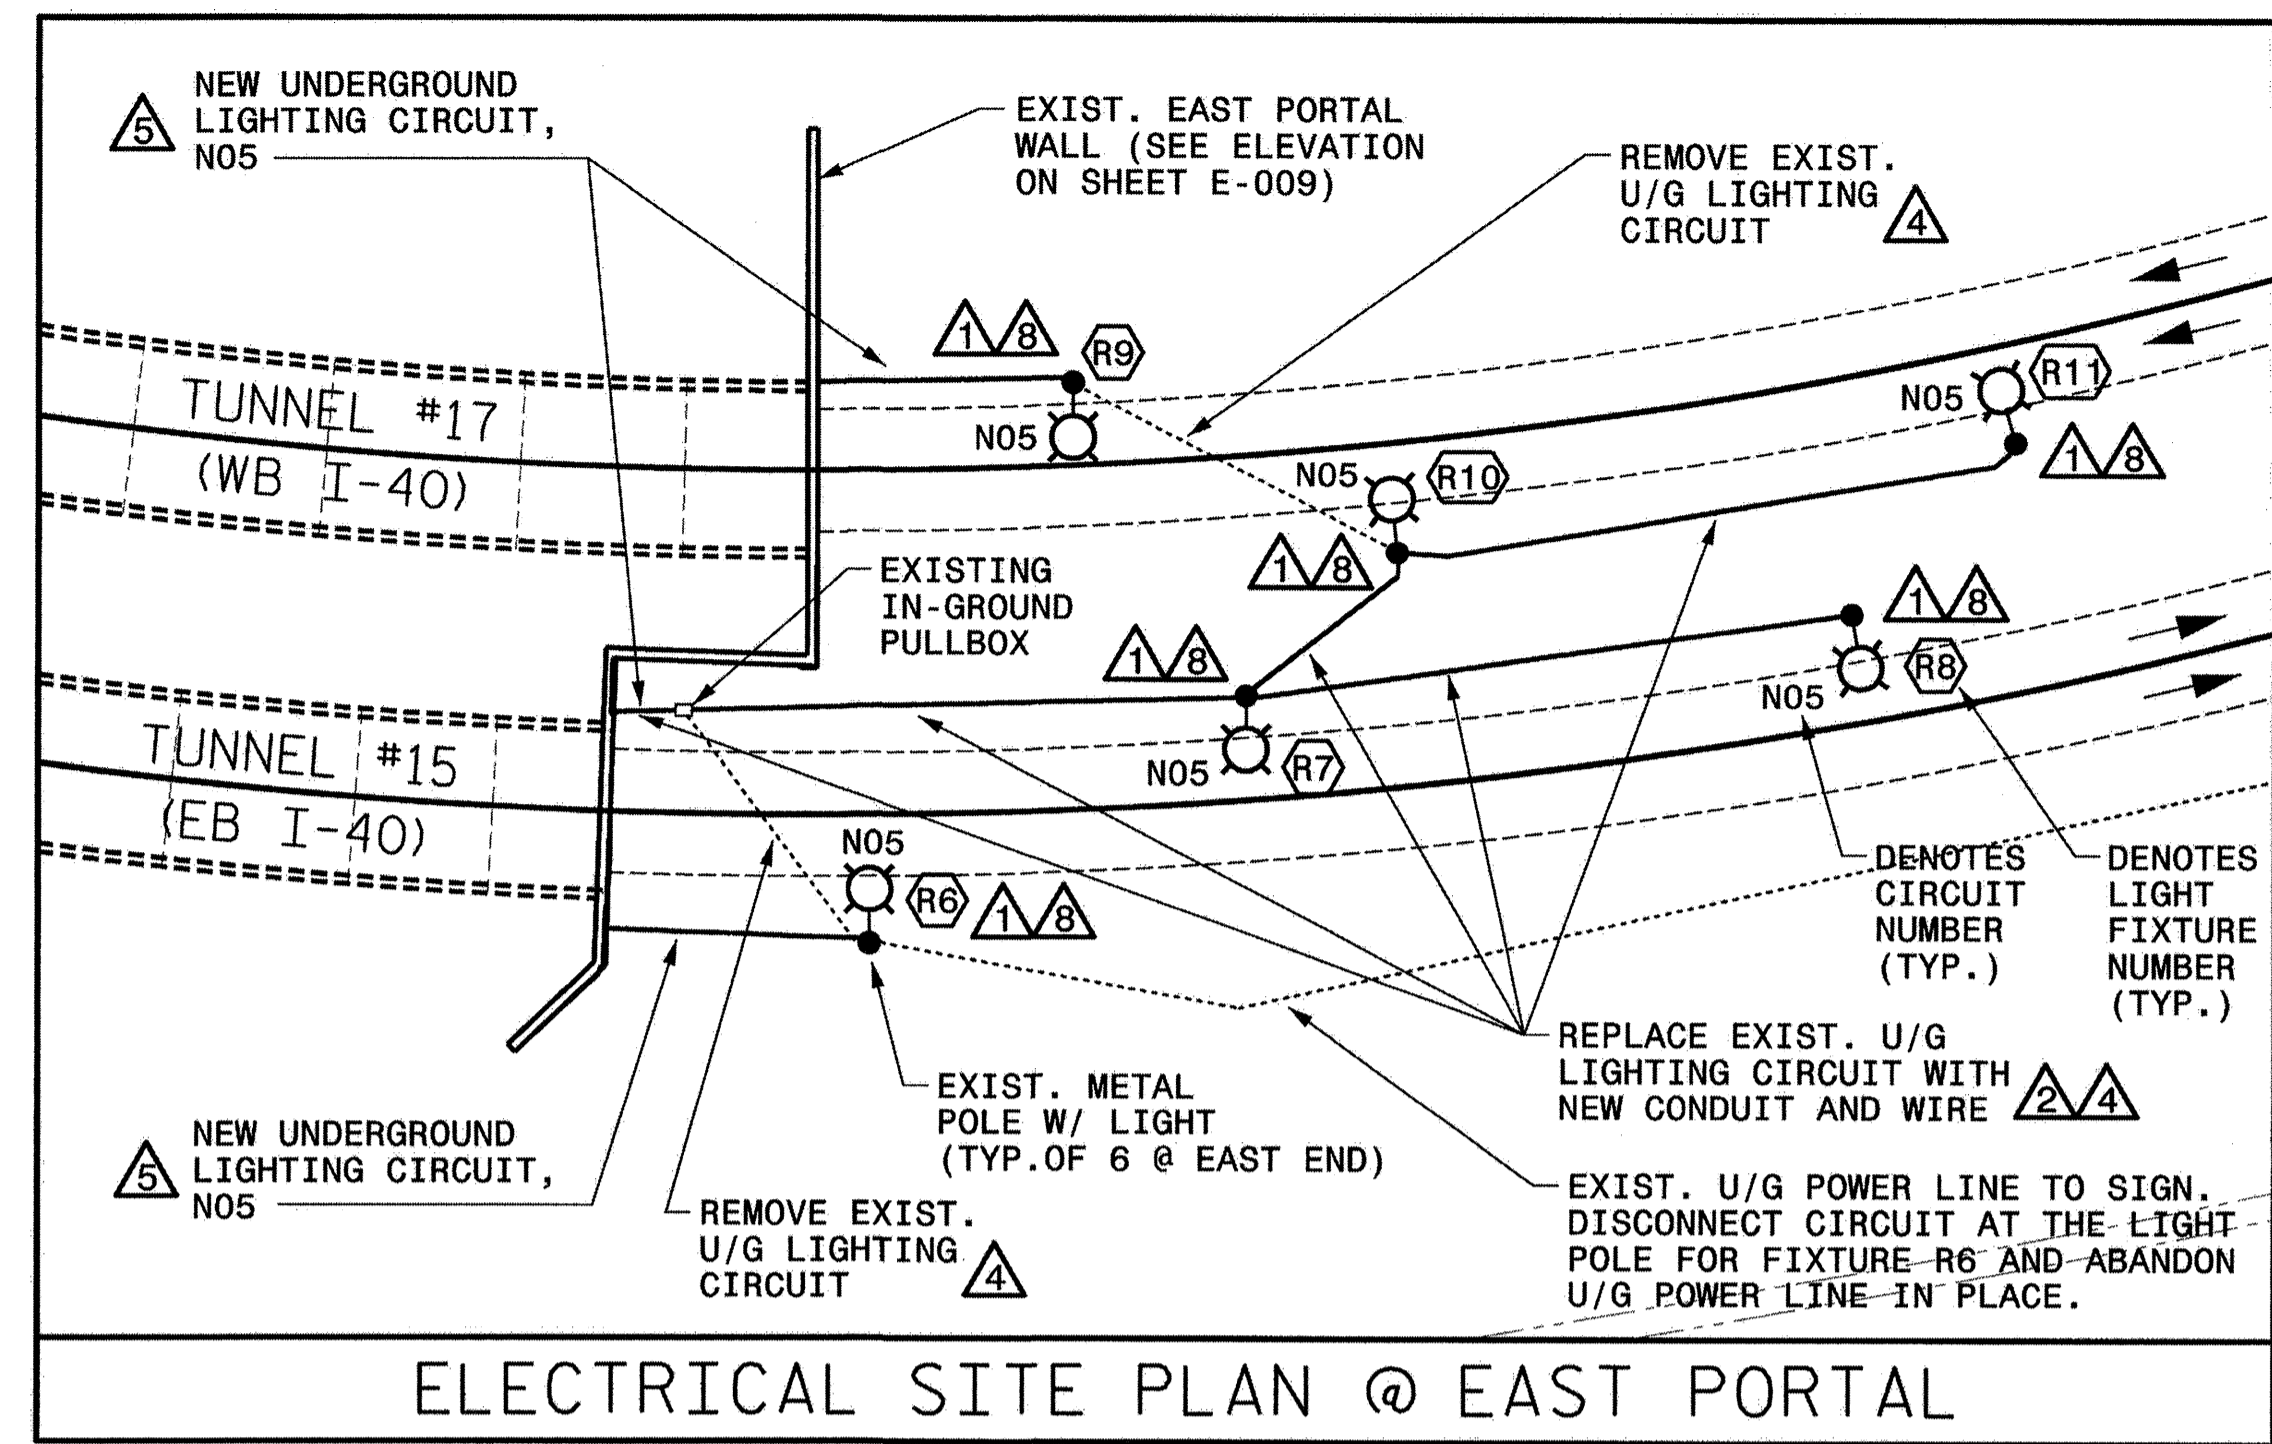 NEW UNDERGROUND
LIGHTING CIRCUIT,
N05
5
EXIST. EAST PORTAL
WALL (SEE ELEVATION
ON SHEET E-009)
REMOVE EXIST.
U/G LIGHTING
CIRCUIT
4
1 8
R9
N05
R11
N05
1 8
TUNNEL #17
(WB I-40)
N05
R10
1 8
EXISTING
IN-GROUND
PULLBOX
1 8
1 8
R8
N05
TUNNEL #15
(EB I-40)
N05
R7
N05
R6
1 8
DENOTES
CIRCUIT
NUMBER
(TYP.)
DENOTES
LIGHT
FIXTURE
NUMBER
(TYP.)
REPLACE EXIST. U/G
LIGHTING CIRCUIT WITH
NEW CONDUIT AND WIRE
2 4
EXIST. METAL
POLE W/ LIGHT
(TYP.OF 6 @ EAST END)
NEW UNDERGROUND
LIGHTING CIRCUIT,
N05
5
REMOVE EXIST.
U/G LIGHTING
CIRCUIT
4
EXIST. U/G POWER LINE TO SIGN.
DISCONNECT CIRCUIT AT THE LIGHT
POLE FOR FIXTURE R6 AND ABANDON
U/G POWER LINE IN PLACE.
ELECTRICAL SITE PLAN @ EAST PORTAL